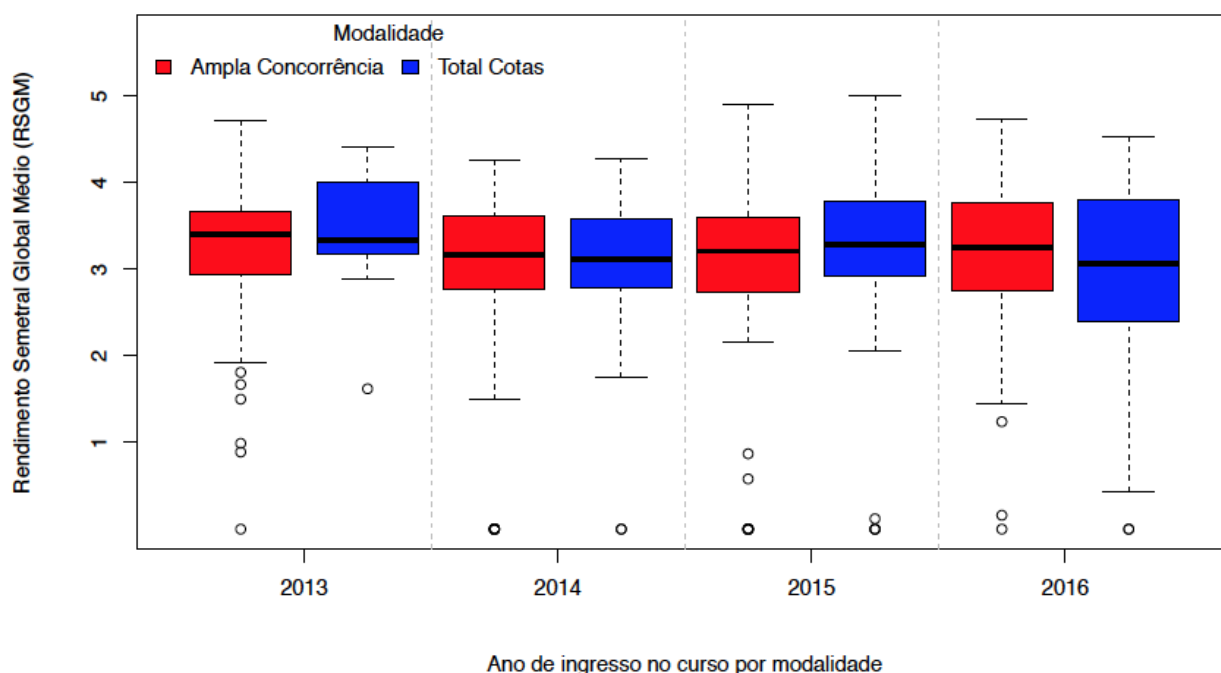 Modalidade
Ampla Concorrência Total Cotas
Rendimento Semetral Global Médio (RSGM)
5
4
3
2
1
2013 2014 2015 2016
Ano de ingresso no curso por modalidade